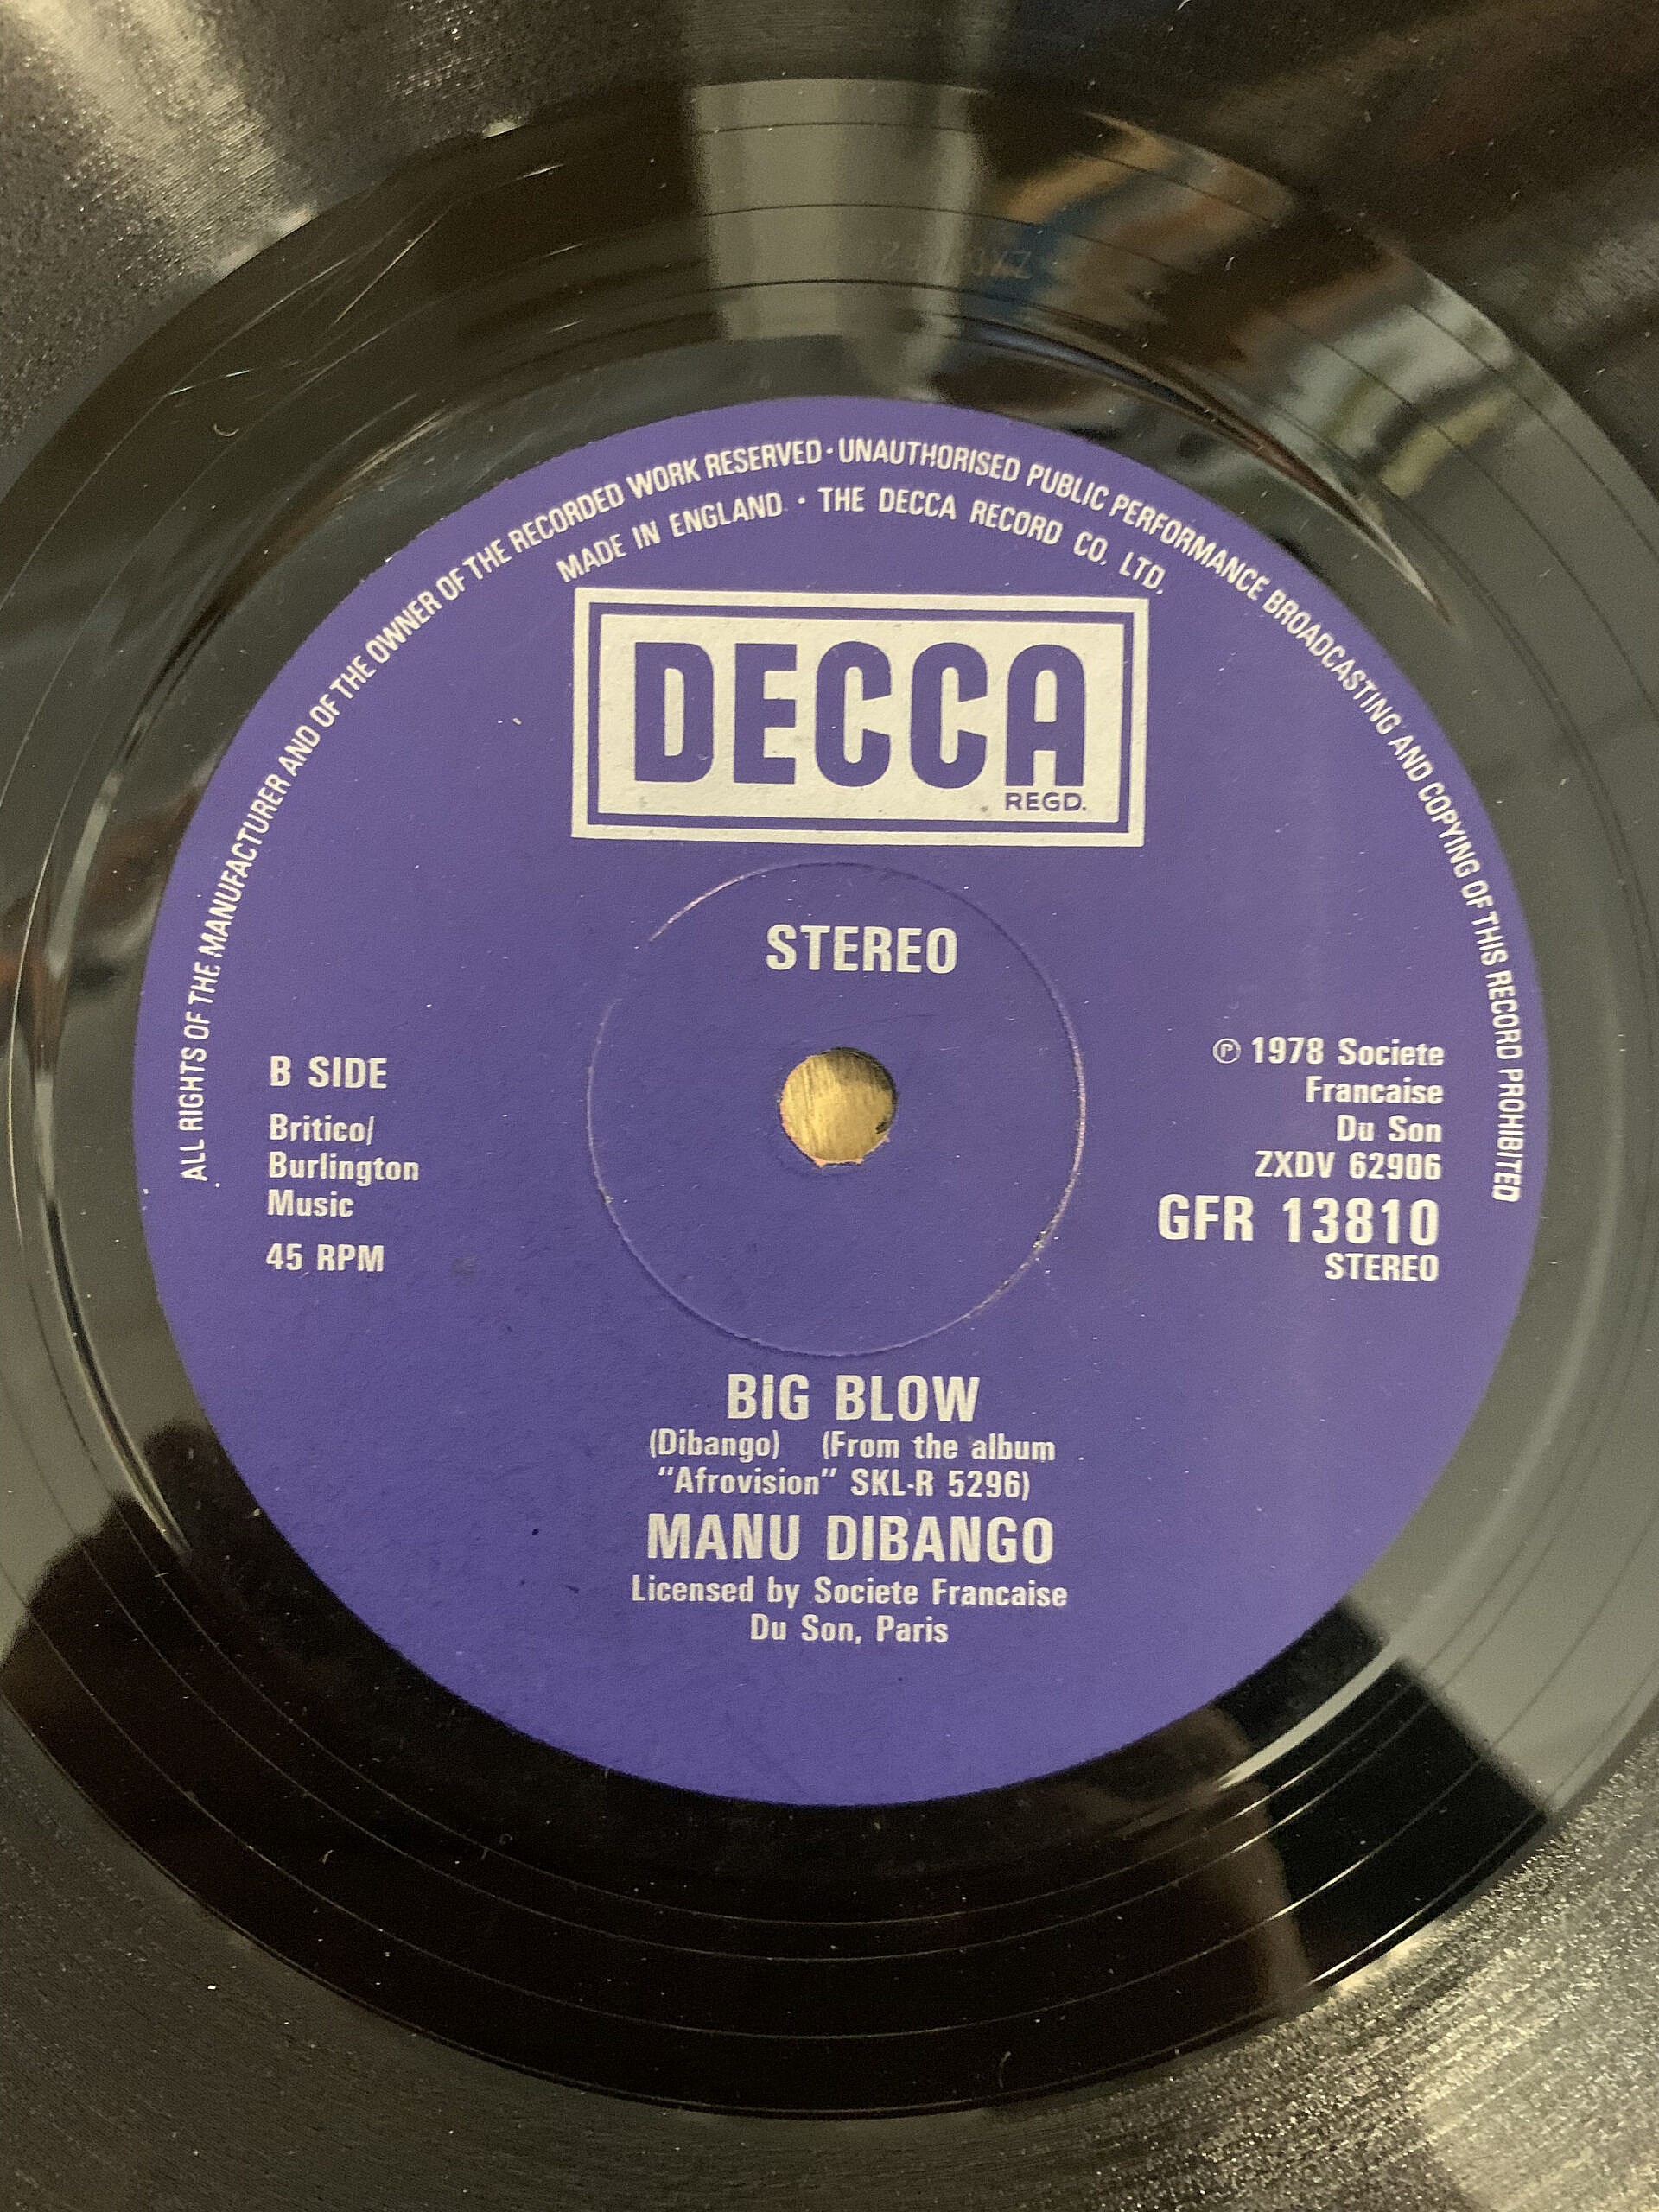 ALL RIGHTS OF THE MANUFACTURER AND OF THE OWNER OF THE RECORDED WORK RESERVED · UNAUTHORISED PUBLIC PERFORMANCE BROADCASTING AND COPYING OF THIS RECORD PROHIBITED
MADE IN ENGLAND · THE DECCA RECORD CO. LTD.
DECCA
REGD.
STEREO
B SIDE
Britico/
Burlington
Music
45 RPM
℗ 1978 Societe
Francaise
Du Son
ZXDV 62906
GFR 13810
STEREO
BIG BLOW
(Dibango) (From the album
"Afrovision" SKL-R 5296)
MANU DIBANGO
Licensed by Societe Francaise
Du Son, Paris